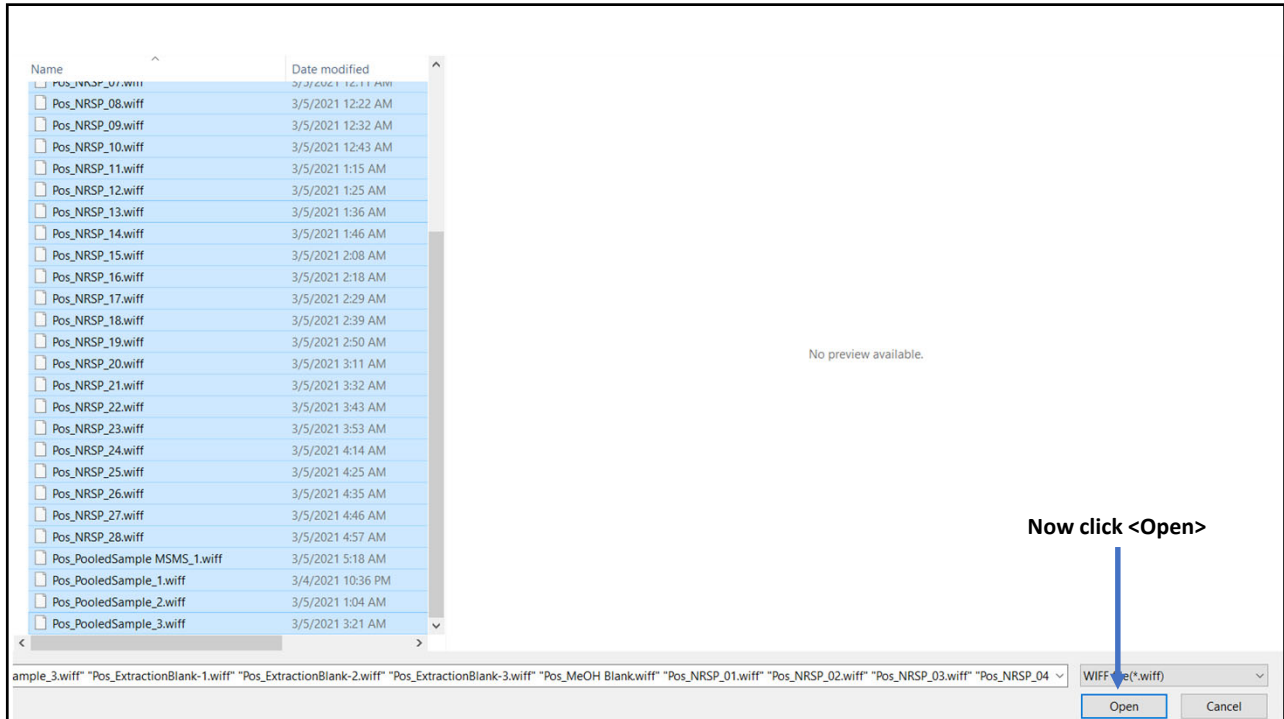 Name Date modified
Pos_NRSP_07.wiff 3/5/2021 12:11 AM
Pos_NRSP_08.wiff 3/5/2021 12:22 AM
Pos_NRSP_09.wiff 3/5/2021 12:32 AM
Pos_NRSP_10.wiff 3/5/2021 12:43 AM
Pos_NRSP_11.wiff 3/5/2021 1:15 AM
Pos_NRSP_12.wiff 3/5/2021 1:25 AM
Pos_NRSP_13.wiff 3/5/2021 1:36 AM
Pos_NRSP_14.wiff 3/5/2021 1:46 AM
Pos_NRSP_15.wiff 3/5/2021 2:08 AM
Pos_NRSP_16.wiff 3/5/2021 2:18 AM
Pos_NRSP_17.wiff 3/5/2021 2:29 AM
Pos_NRSP_18.wiff 3/5/2021 2:39 AM
Pos_NRSP_19.wiff 3/5/2021 2:50 AM
No preview available.
Pos_NRSP_20.wiff 3/5/2021 3:11 AM
Pos_NRSP_21.wiff 3/5/2021 3:32 AM
Pos_NRSP_22.wiff 3/5/2021 3:43 AM
Pos_NRSP_23.wiff 3/5/2021 3:53 AM
Pos_NRSP_24.wiff 3/5/2021 4:14 AM
Pos_NRSP_25.wiff 3/5/2021 4:25 AM
Pos_NRSP_26.wiff 3/5/2021 4:35 AM
Pos_NRSP_27.wiff 3/5/2021 4:46 AM
Now click <Open>
Pos_NRSP_28.wiff 3/5/2021 4:57 AM
Pos_PooledSample MSMS_1.wiff 3/5/2021 5:18 AM
Pos_PooledSample_1.wiff 3/4/2021 10:36 PM
Pos_PooledSample_2.wiff 3/5/2021 1:04 AM
Pos_PooledSample_3.wiff 3/5/2021 3:21 AM
ample_3.wiff" "Pos_ExtractionBlank-1.wiff" "Pos_ExtractionBlank-2.wiff" "Pos_ExtractionBlank-3.wiff" "Pos_MeOH Blank.wiff" "Pos_NRSP_01.wiff" "Pos_NRSP_02.wiff" "Pos_NRSP_03.wiff" "Pos_NRSP_04 WIFF e(*.wiff)
Open Cancel